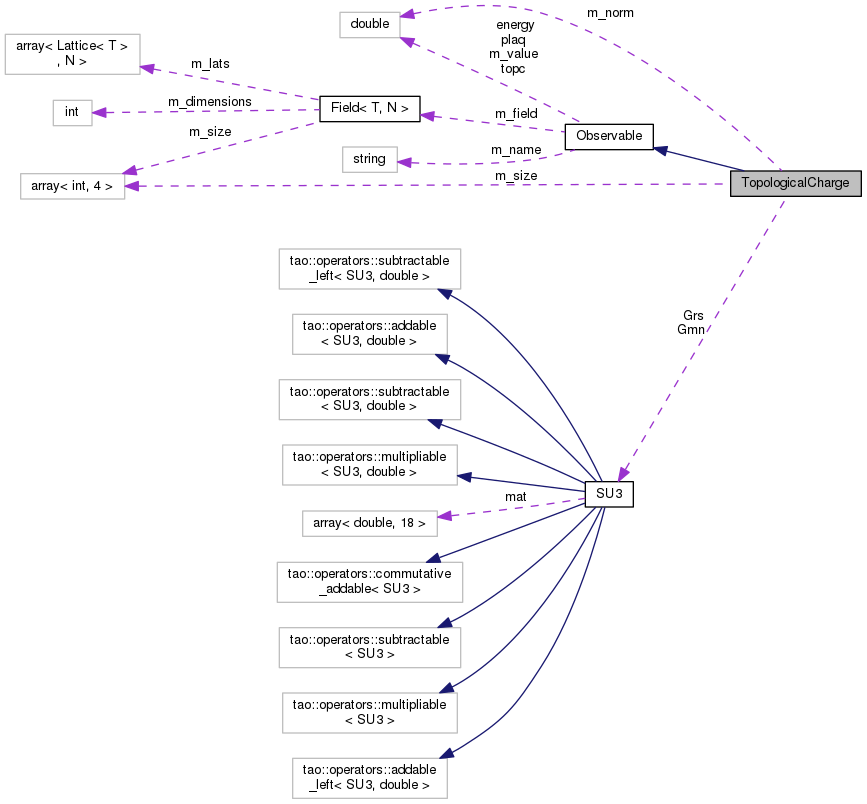 double
m_norm
energy
plaq
m_value
topc
array< Lattice< T >
, N >
m_lats
int
m_dimensions
Field< T, N >
m_field
Observable
m_size
string
m_name
array< int, 4 >
m_size
TopologicalCharge
Grs
Gmn
tao::operators::subtractable
_left< SU3, double >
tao::operators::addable
< SU3, double >
tao::operators::subtractable
< SU3, double >
tao::operators::multipliable
< SU3, double >
mat
SU3
array< double, 18 >
tao::operators::commutative
_addable< SU3 >
tao::operators::subtractable
< SU3 >
tao::operators::multipliable
< SU3 >
tao::operators::addable
_left< SU3, double >